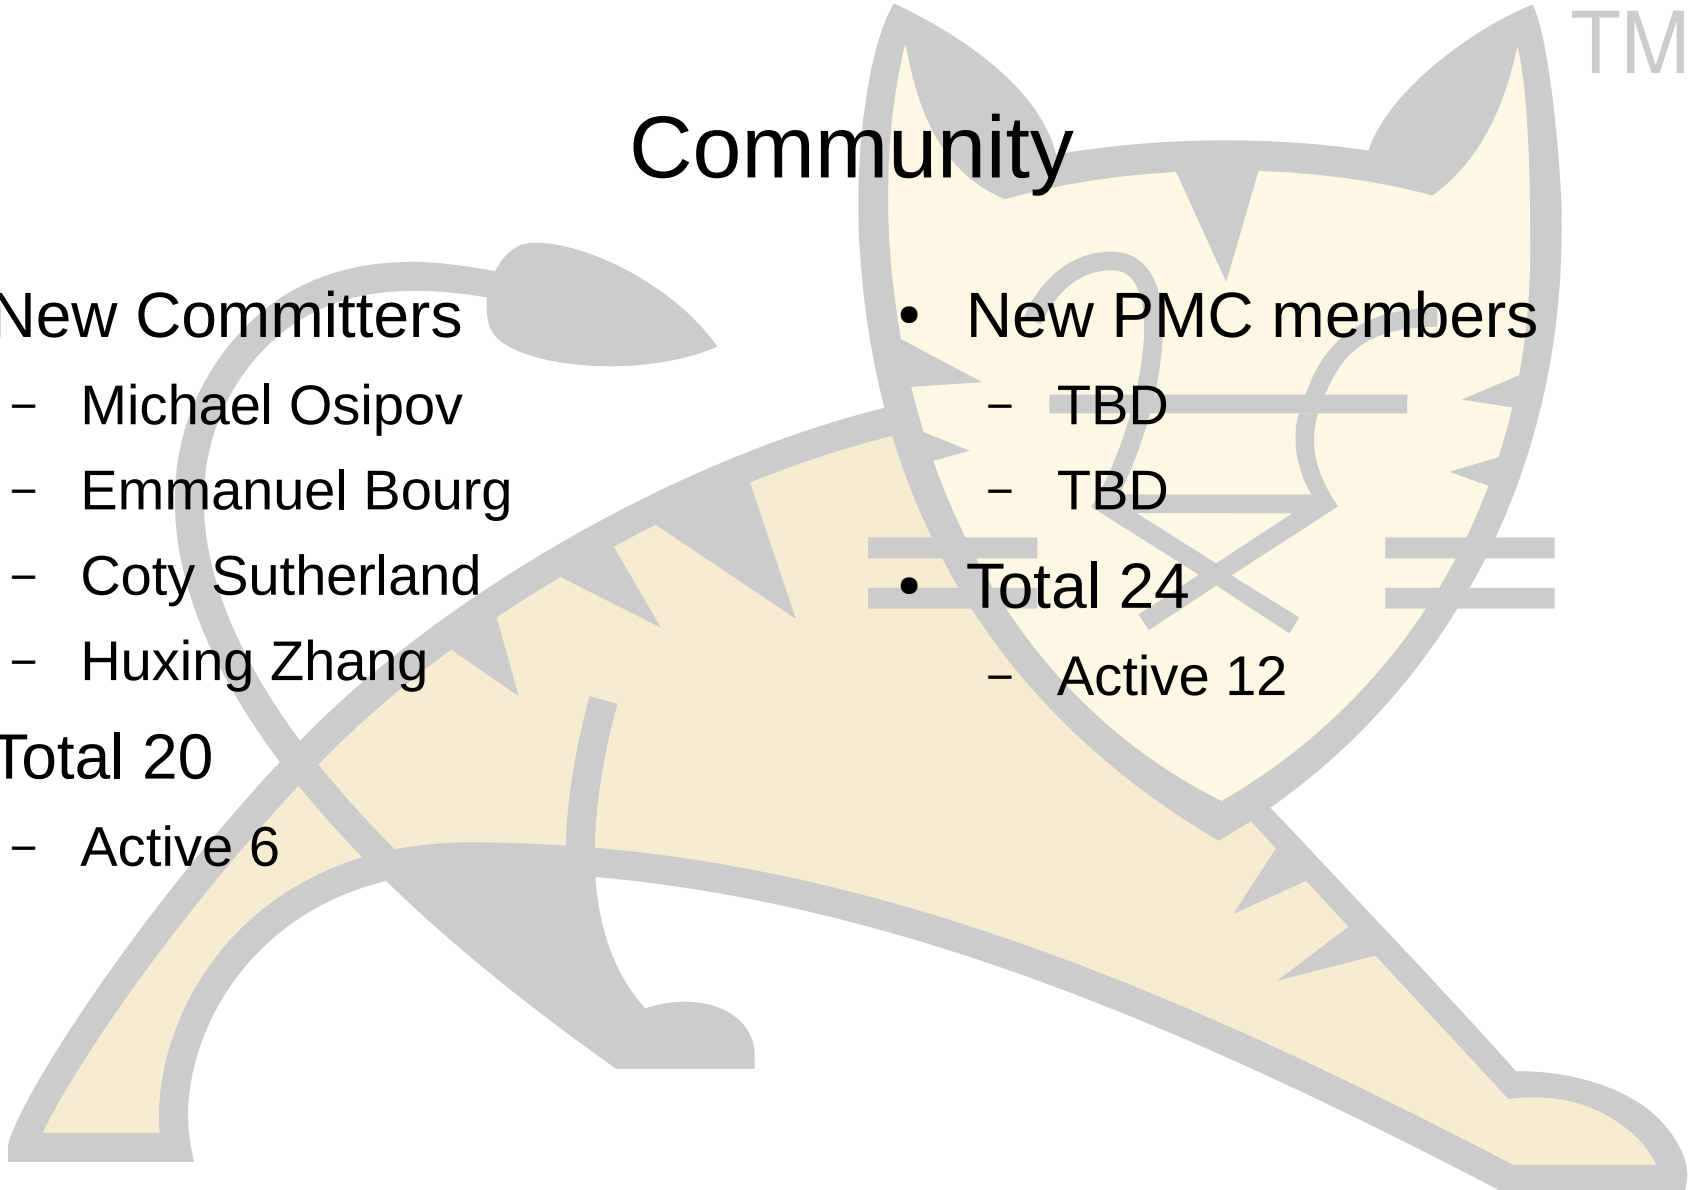 TM
Community
New Committers
– Michael Osipov
– Emmanuel Bourg
– Coty Sutherland
– Huxing Zhang
Total 20
– Active 6
• New PMC members
– TBD
– TBD
• Total 24
– Active 12